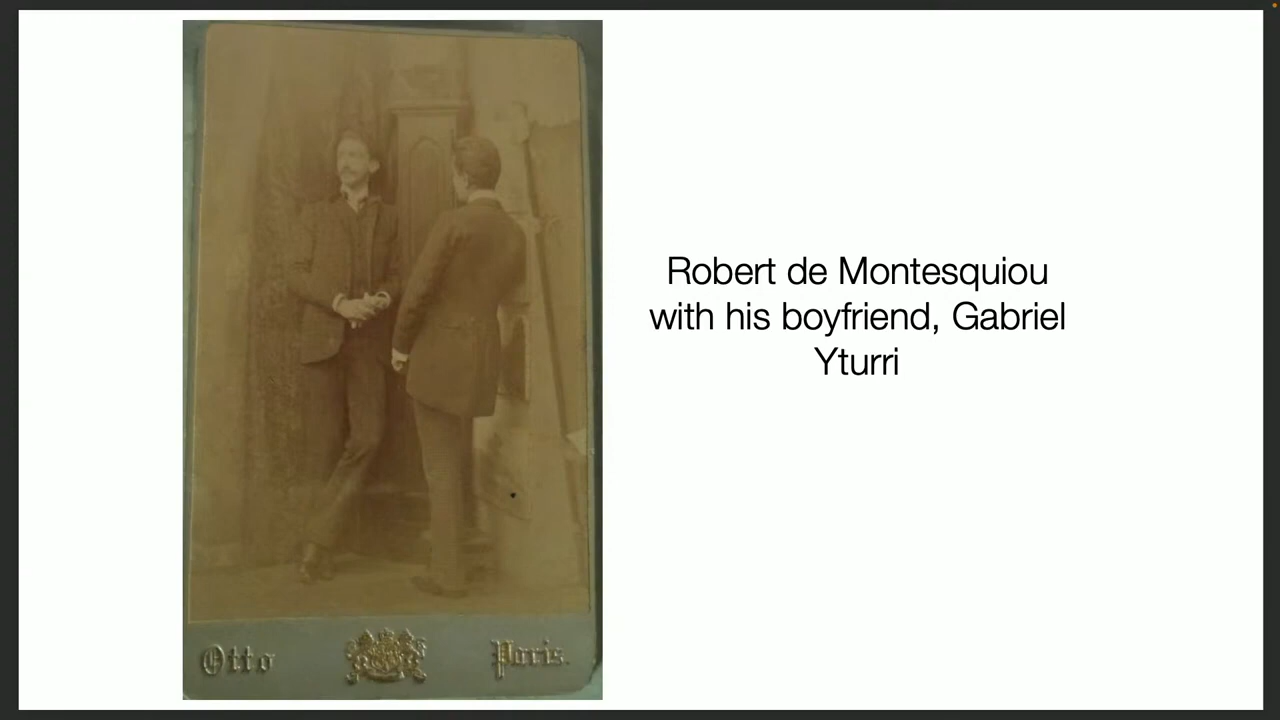 Robert de Montesquiou
with his boyfriend, Gabriel
Yturri
Otto Paris.